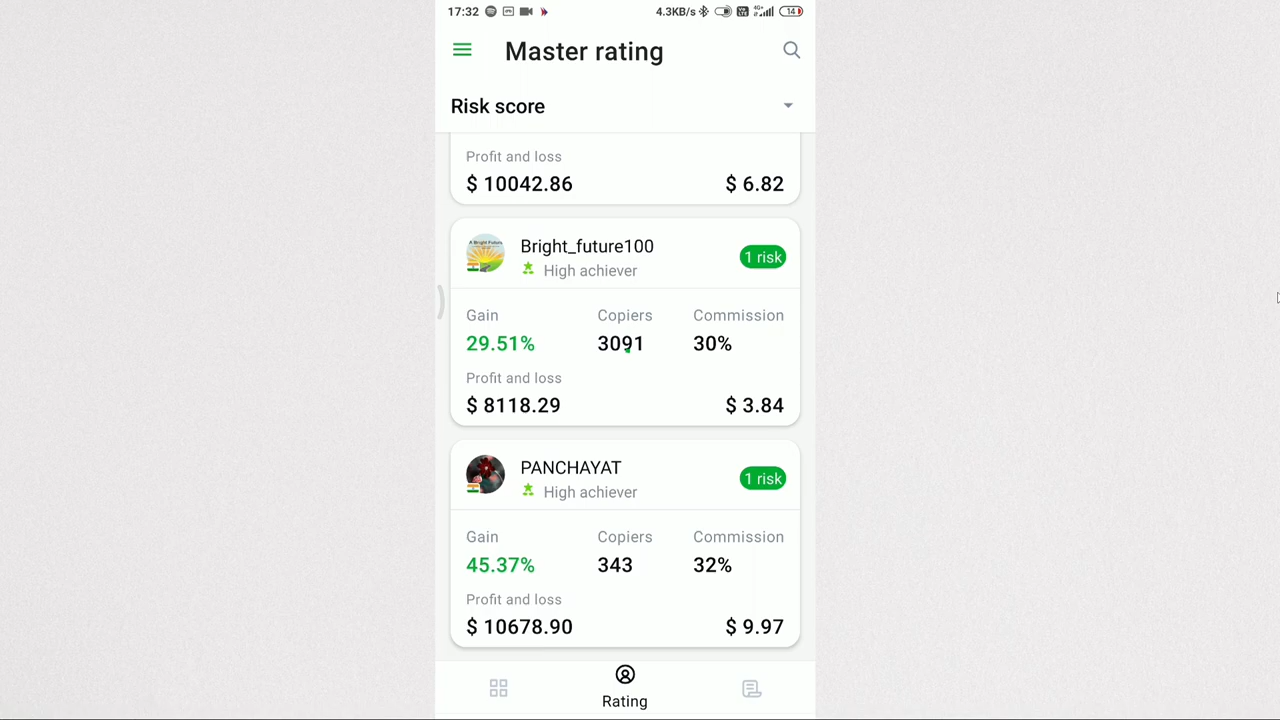 17:32 4.3KB/s 4G+ 14
Master rating
Risk score
Profit and loss
$ 10042.86 $ 6.82
Bright_future100
High achiever
1 risk
Gain Copiers Commission
29.51% 3091 30%
Profit and loss
$ 8118.29 $ 3.84
PANCHAYAT
High achiever
1 risk
Gain Copiers Commission
45.37% 343 32%
Profit and loss
$ 10678.90 $ 9.97
Rating